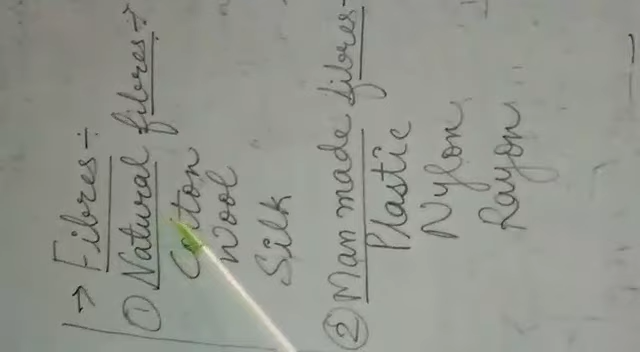 → Fibres :-
① Natural fibres →
Cotton
Wool
Silk
② Man made fibres -
Plastic
Nylon
Rayon